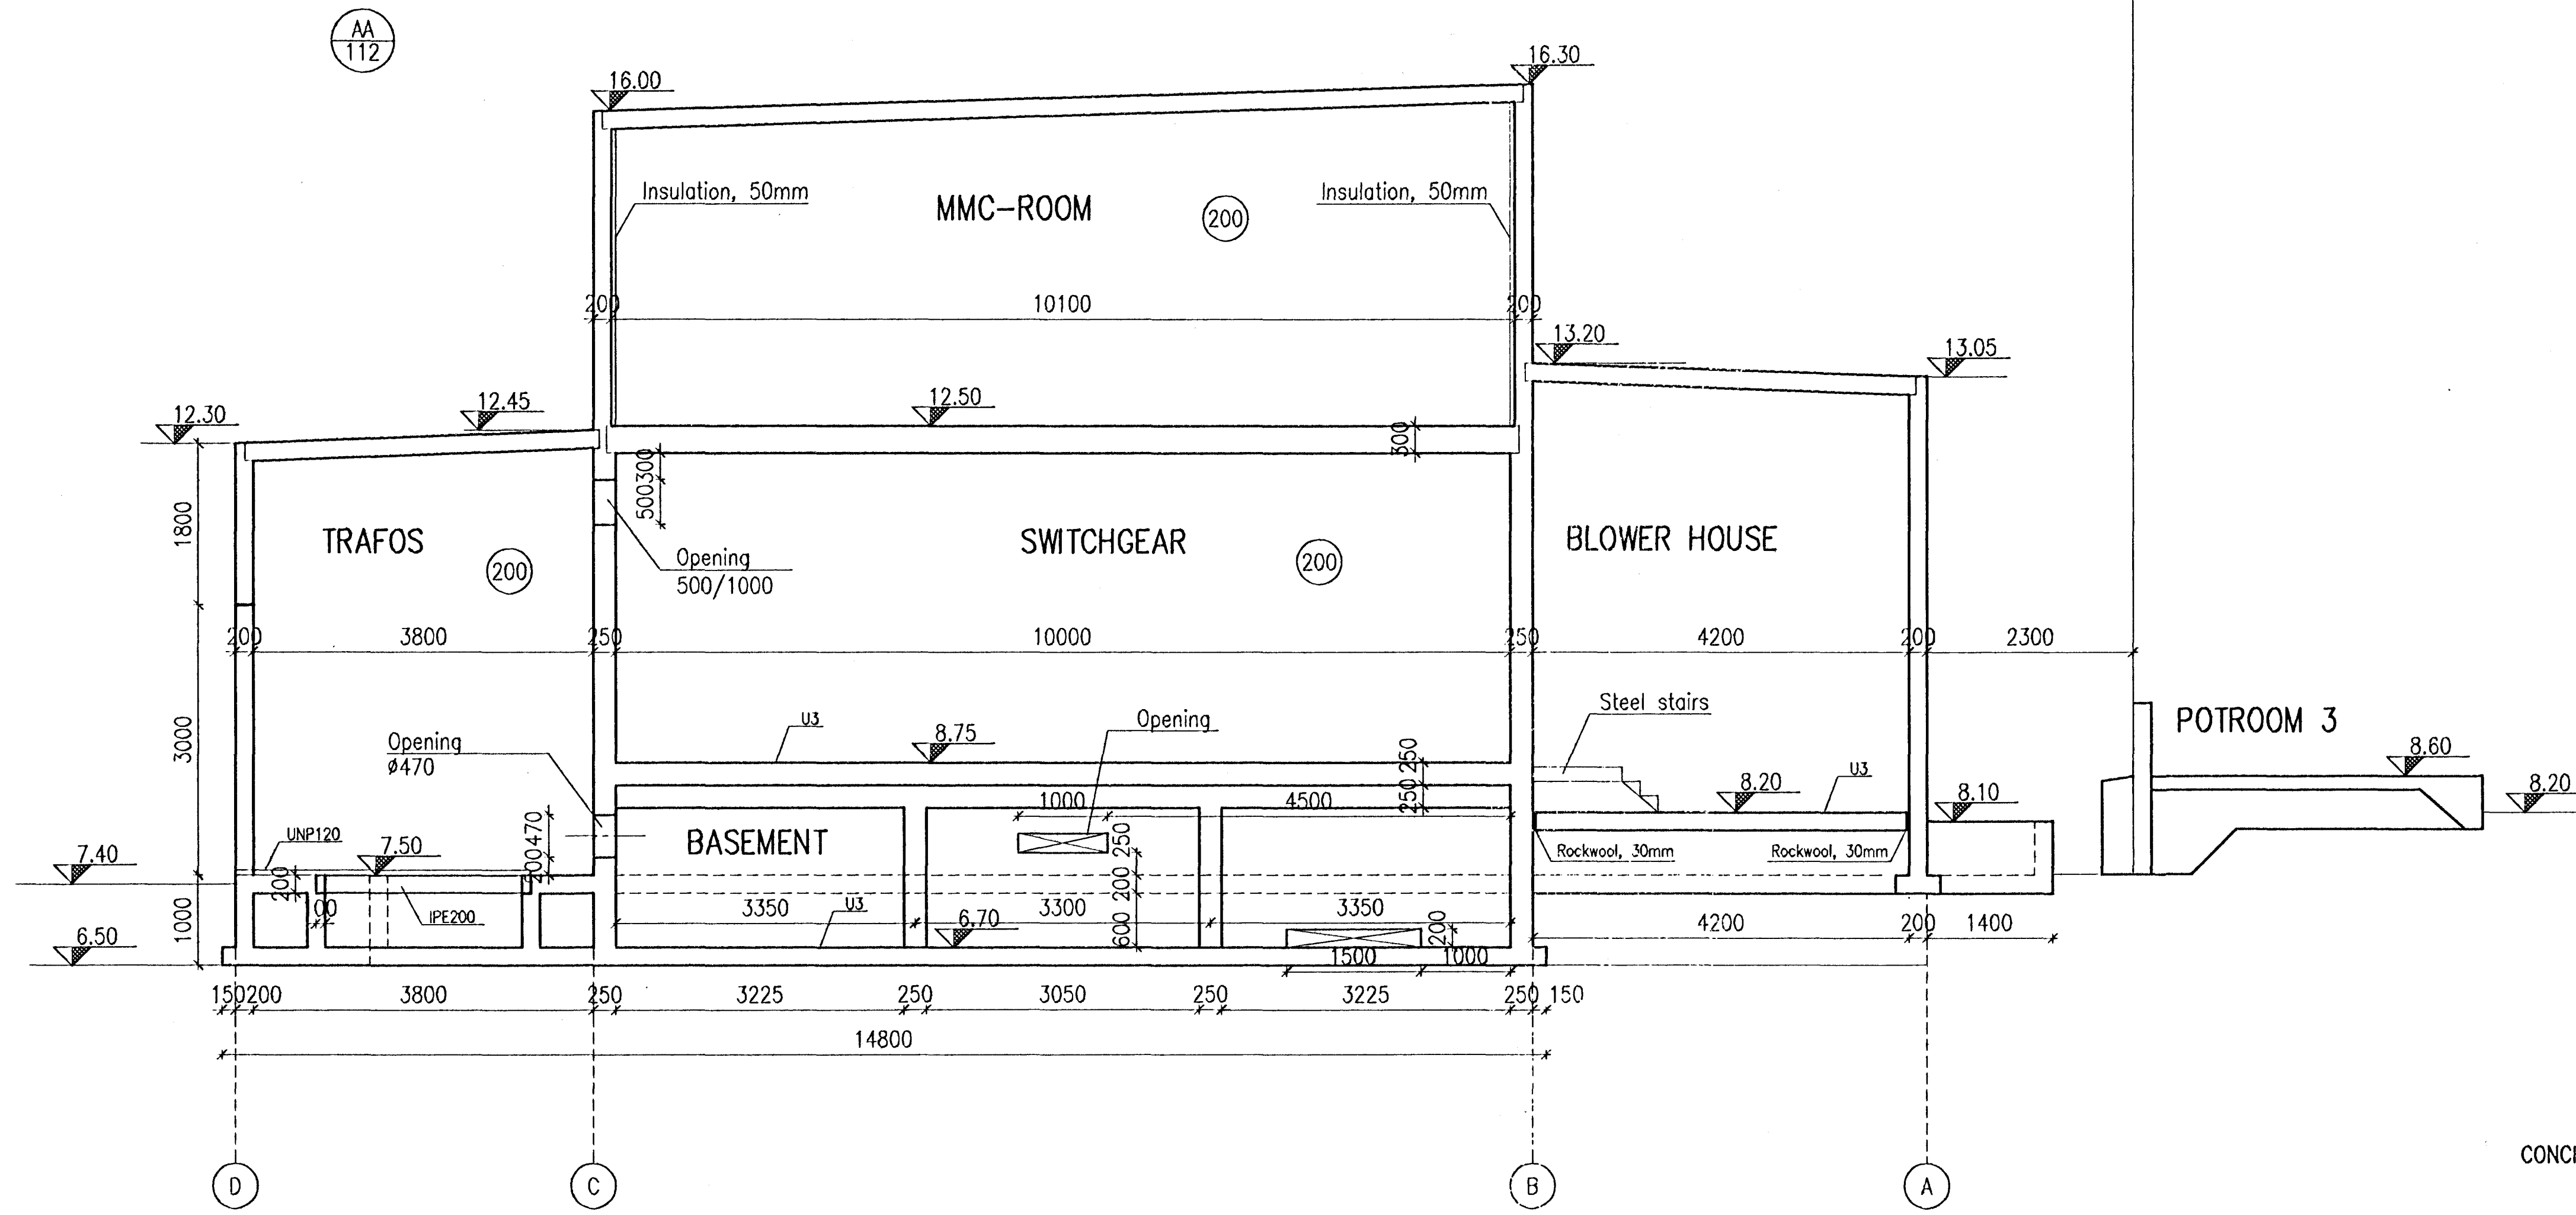 AA
112
16.00
16.30
Insulation, 50mm
MMC-ROOM
200
Insulation, 50mm
200
10100
200
13.20
13.05
12.30
12.45
12.50
300
300
500
1800
TRAFOS
200
SWITCHGEAR
200
BLOWER HOUSE
Opening
500/1000
200
3800
250
10000
250
4200
200
2300
3000
Opening
ø470
U3
8.75
Opening
250
250
Steel stairs
8.20
U3
8.10
POTROOM 3
8.60
8.20
1000
4500
UNP120
7.50
470
200
BASEMENT
250
Rockwool, 30mm
Rockwool, 30mm
7.40
200
IPE200
200
3350
U3
3300
6.70
3350
600
200
4200
200
1400
1000
6.50
1500
1000
150
200
3800
250
3225
250
3050
250
3225
250
150
14800
D
C
B
A